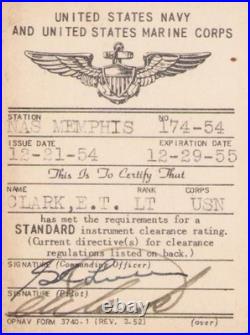 UNITED STATES NAVY
AND UNITED STATES MARINE CORPS
STATION NO
NAS MEMPHIS 174-54
ISSUE DATE EXPIRATION DATE
12-21-54 12-29-55
This Is To Certify That
NAME RANK CORPS
CLARK,E.T. LT USN
has met the requirements for a
STANDARD instrument clearance rating.
(Current directive(s) for clearance
regulations listed on back.)
SIGNATURE (Commanding Officer)
SIGNATURE (Pilot)
OPNAV FORM 3740-1 (REV. 3-52) (over)